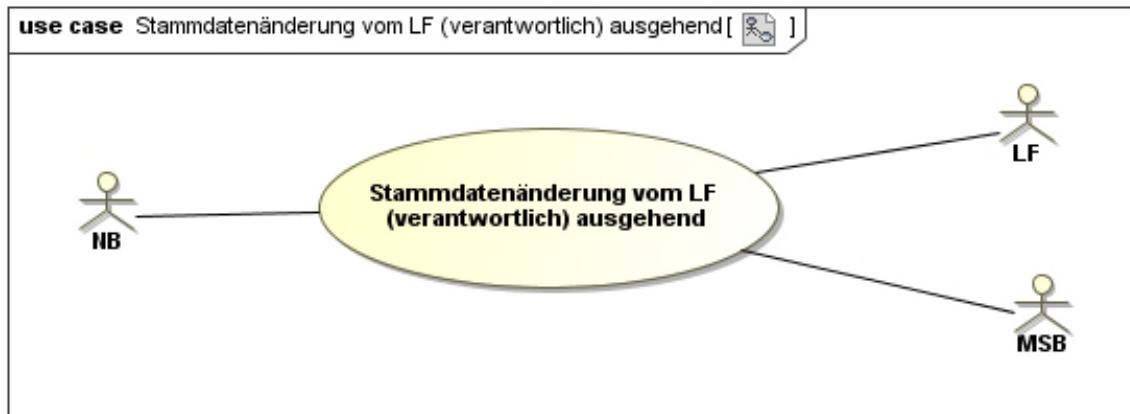 use case Stammdatenänderung vom LF (verantwortlich) ausgehend [ ]
LF
Stammdatenänderung vom LF
(verantwortlich) ausgehend
NB
MSB